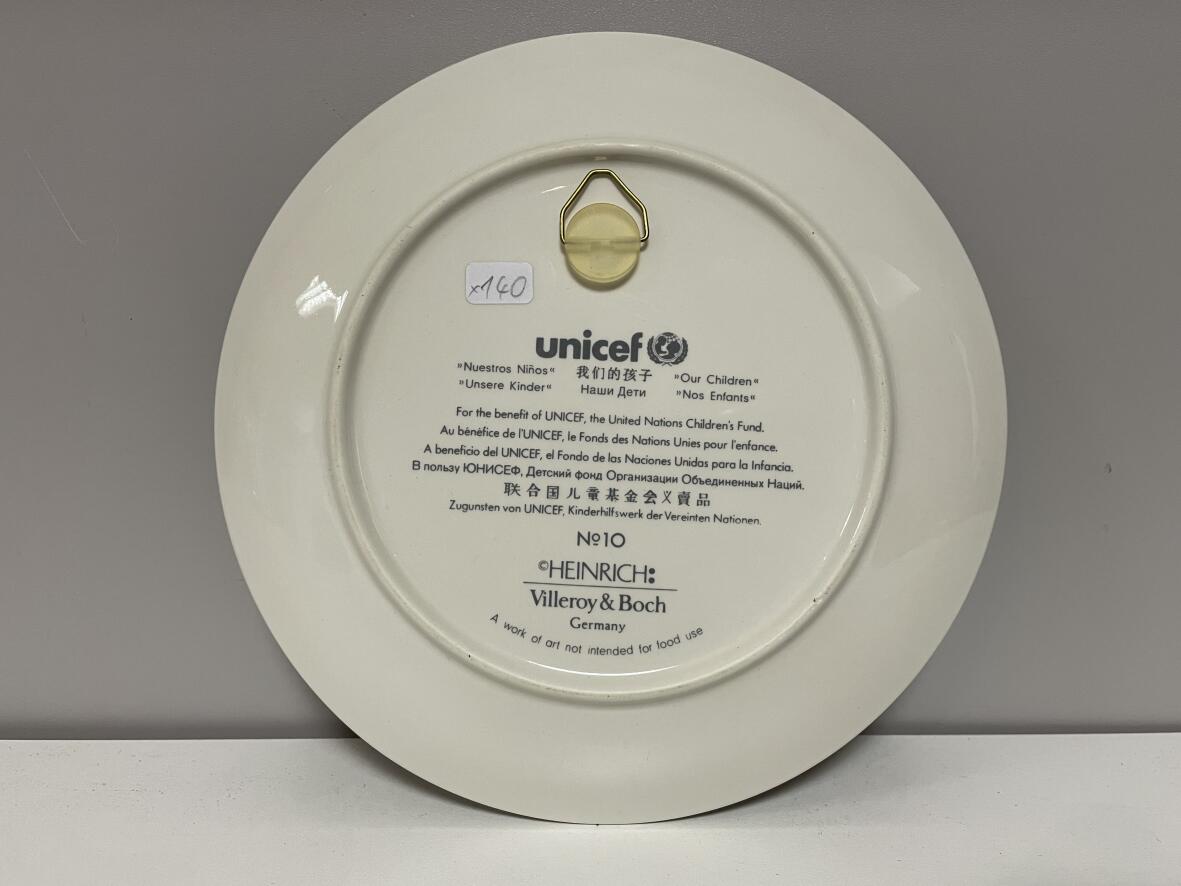 x140
unicef
»Nuestros Niños« 我们的孩子 »Our Children«
»Unsere Kinder« Наши Дети »Nos Enfants«
For the benefit of UNICEF, the United Nations Children's Fund.
Au bénéfice de l'UNICEF, le Fonds des Nations Unies pour l'enfance.
A beneficio del UNICEF, el Fondo de las Naciones Unidas para la Infancia.
В пользу ЮНИСЕФ, Детский фонд Организации Объединенных Наций.
联合国儿童基金会义賣品
Zugunsten von UNICEF, Kinderhilfswerk der Vereinten Nationen.
Nº10
©HEINRICH:
Villeroy & Boch
Germany
A work of art not intended for food use